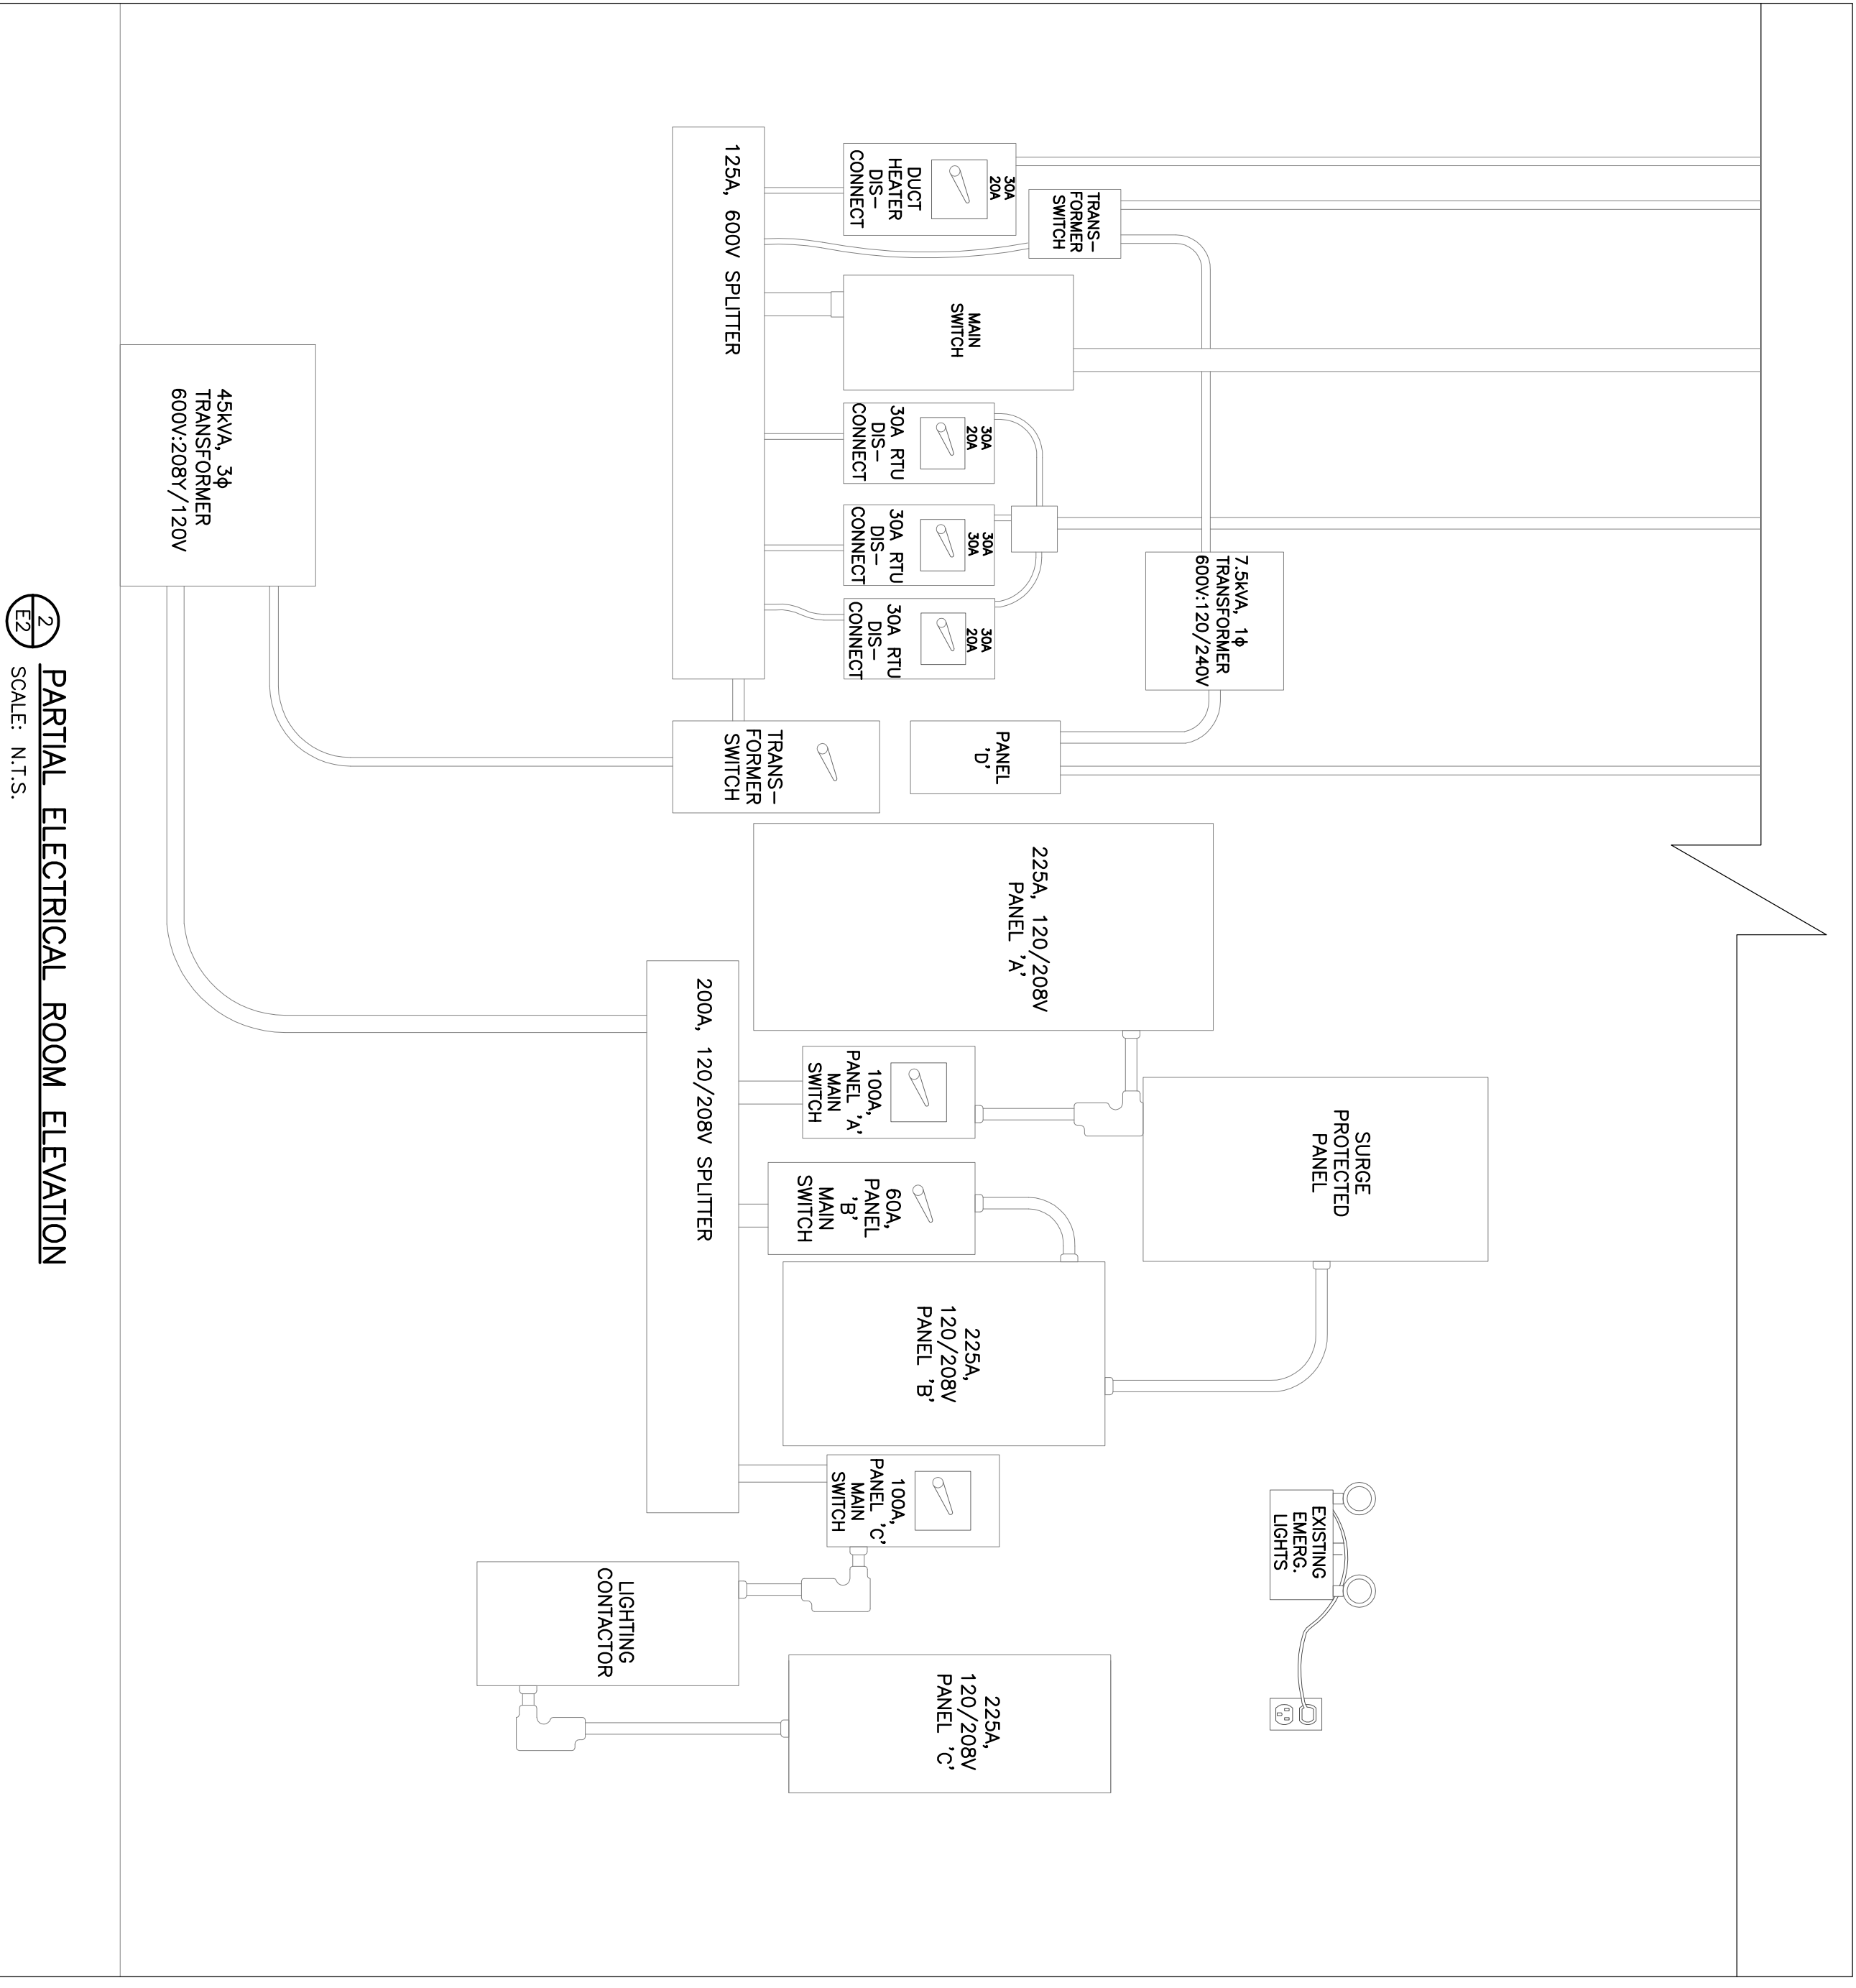 30A
20A
DUCT
HEATER
DIS-
CONNECT
TRANS-
FORMER
SWITCH
125A, 600V SPLITTER
MAIN
SWITCH
30A
20A
30A RTU
DIS-
CONNECT
30A
30A
30A RTU
DIS-
CONNECT
30A
20A
30A RTU
DIS-
CONNECT
7.5kVA, 1ϕ
TRANSFORMER
600V:120/240V
PANEL
'D'
TRANS-
FORMER
SWITCH
45kVA, 3ϕ
TRANSFORMER
600V:208Y/120V
225A, 120/208V
PANEL 'A'
200A, 120/208V SPLITTER
100A,
PANEL 'A'
MAIN
SWITCH
SURGE
PROTECTED
PANEL
60A,
PANEL
'B'
MAIN
SWITCH
225A,
120/208V
PANEL 'B'
100A,
PANEL 'C'
MAIN
SWITCH
EXISTING
EMERG.
LIGHTS
LIGHTING
CONTACTOR
225A,
120/208V
PANEL 'C'
2
E2
PARTIAL ELECTRICAL ROOM ELEVATION
SCALE: N.T.S.